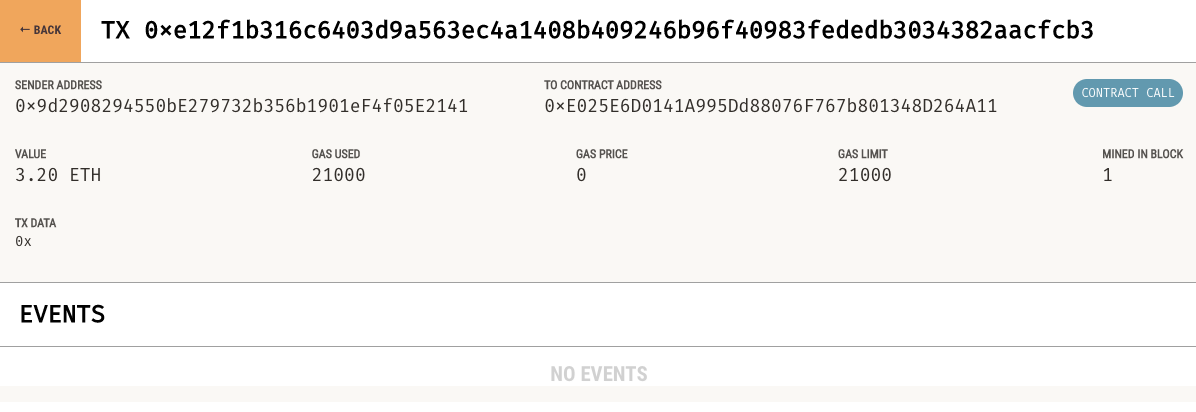 ← BACK
TX 0×e12f1b316c6403d9a563ec4a1408b409246b96f40983fededb3034382aacfcb3
SENDER ADDRESS
0×9d2908294550bE279732b356b1901eF4f05E2141
TO CONTRACT ADDRESS
0×E025E6D0141A995Dd88076F767b801348D264A11
CONTRACT CALL
VALUE
3.20 ETH
GAS USED
21000
GAS PRICE
0
GAS LIMIT
21000
MINED IN BLOCK
1
TX DATA
0x
EVENTS
NO EVENTS